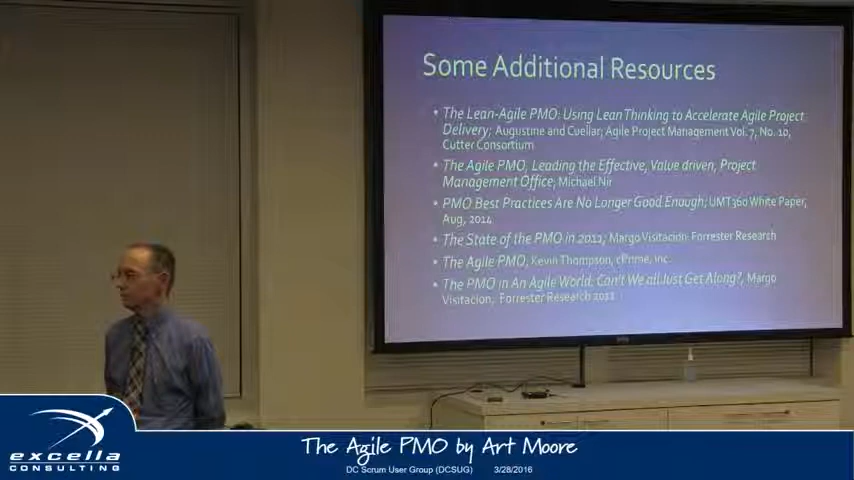 Some Additional Resources
• The Lean-Agile PMO: Using Lean Thinking to Accelerate Agile Project
Delivery; Augustine and Cuellar; Agile Project Management Vol. 7, No. 10,
Cutter Consortium
• The Agile PMO, Leading the Effective, Value driven, Project
Management Office, Michael Nir
• PMO Best Practices Are No Longer Good Enough; UMT360 White Paper,
Aug, 2014
• The State of the PMO in 2011; Margo Visitacion. Forrester Research
• The Agile PMO, Kevin Thompson, cPrime, Inc.
• The PMO in An Agile World. Can't We all Just Get Along?, Margo
Visitacion, Forrester Research 2011
excella
CONSULTING
The Agile PMO by Art Moore
DC Scrum User Group (DCSUG) 3/28/2016